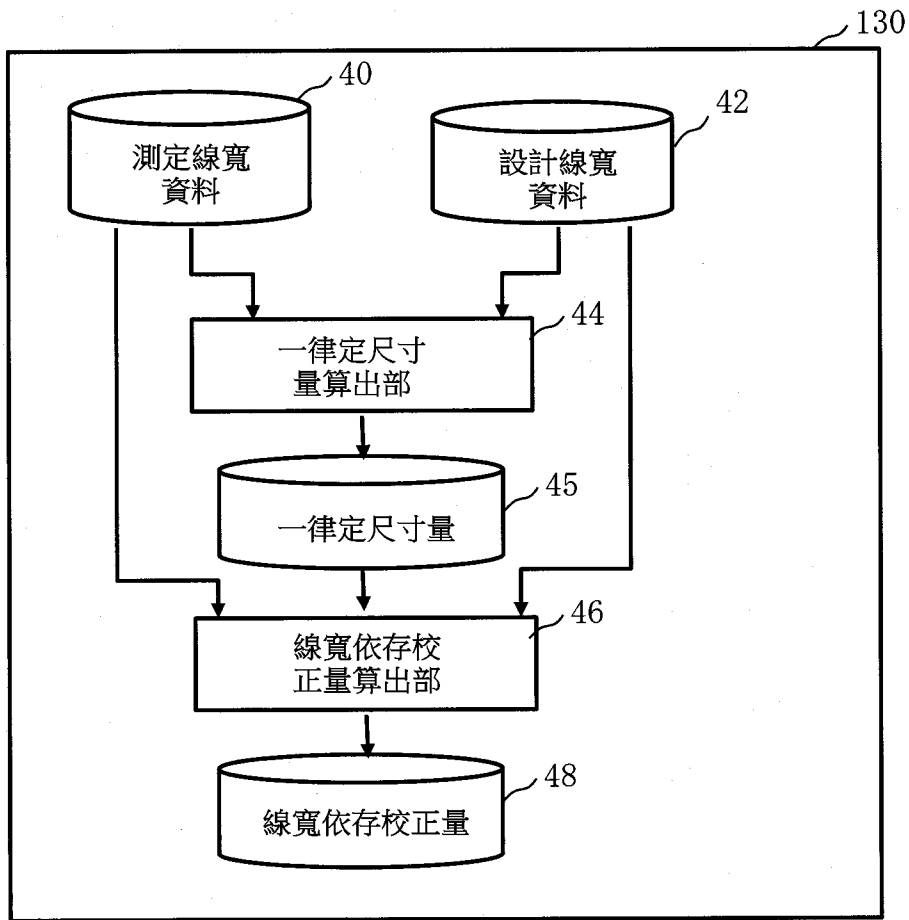 130
40
42
測定線寬
資料
設計線寬
資料
44
一律定尺寸
量算出部
45
一律定尺寸量
46
線寬依存校
正量算出部
48
線寬依存校正量